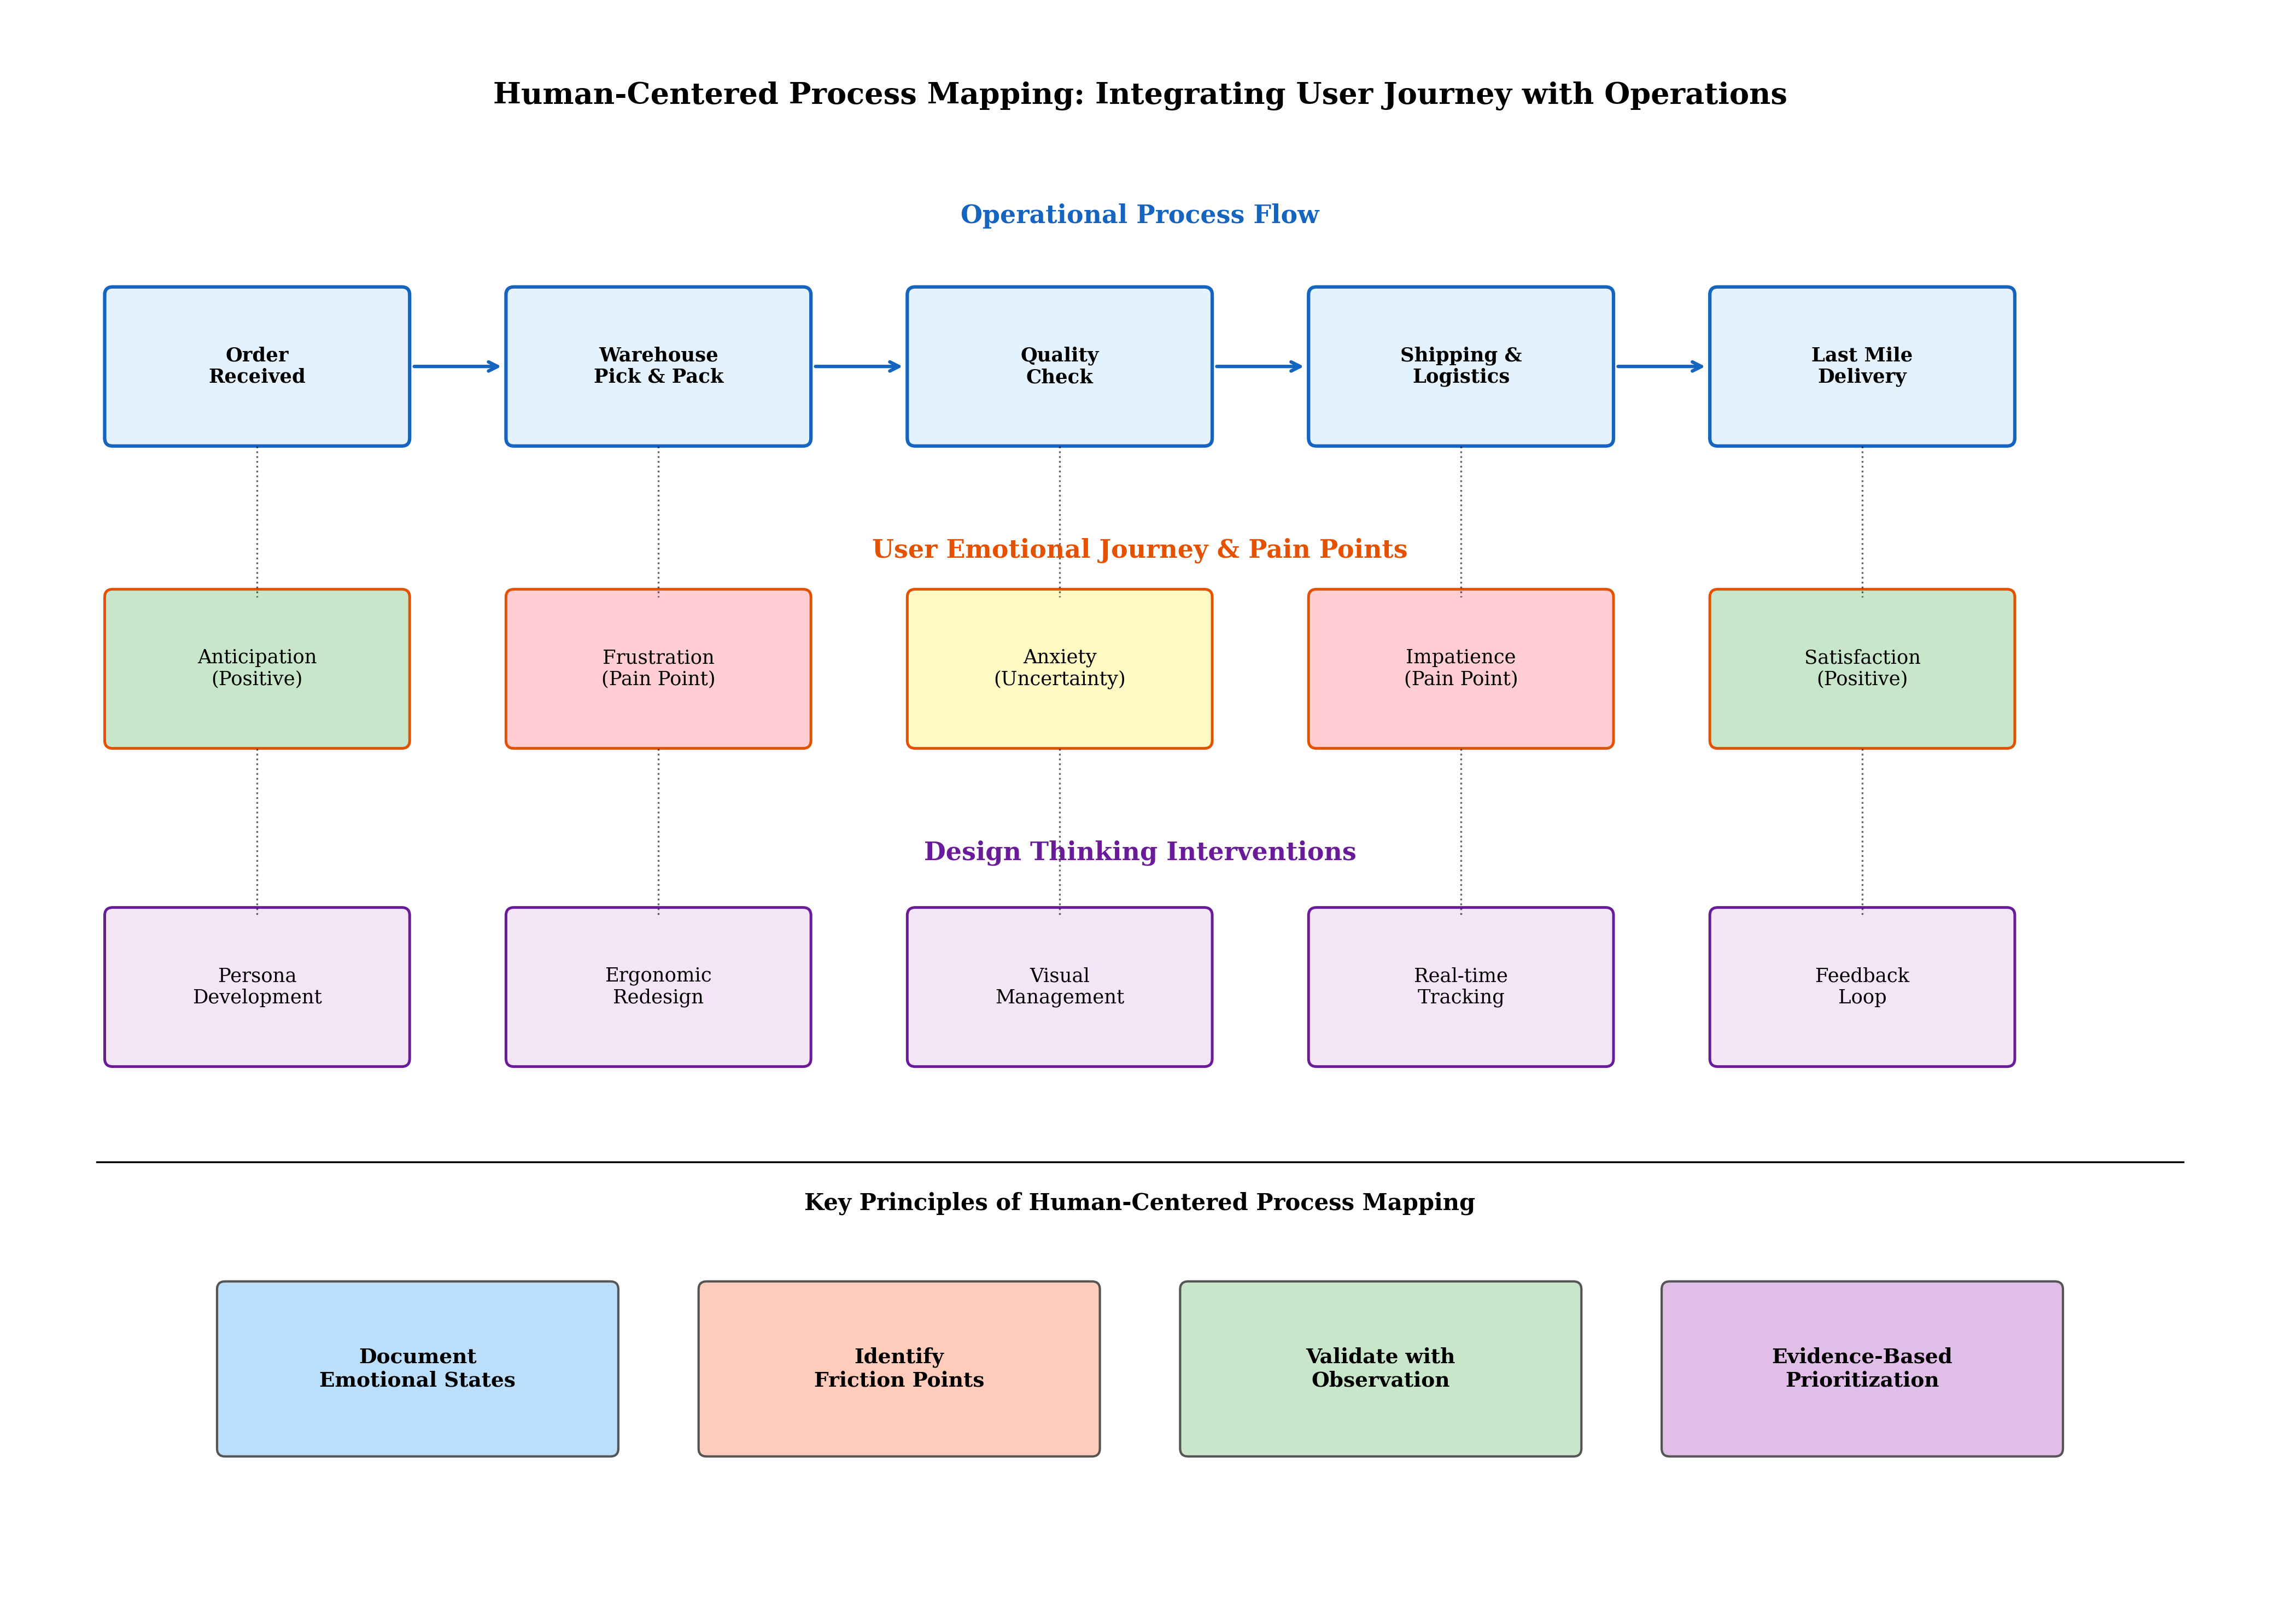 Human-Centered Process Mapping: Integrating User Journey with Operations
Operational Process Flow
Order
Received
Warehouse
Pick & Pack
Quality
Check
Shipping &
Logistics
Last Mile
Delivery
User Emotional Journey & Pain Points
Anticipation
(Positive)
Frustration
(Pain Point)
Anxiety
(Uncertainty)
Impatience
(Pain Point)
Satisfaction
(Positive)
Design Thinking Interventions
Persona
Development
Ergonomic
Redesign
Visual
Management
Real-time
Tracking
Feedback
Loop
Key Principles of Human-Centered Process Mapping
Document
Emotional States
Identify
Friction Points
Validate with
Observation
Evidence-Based
Prioritization